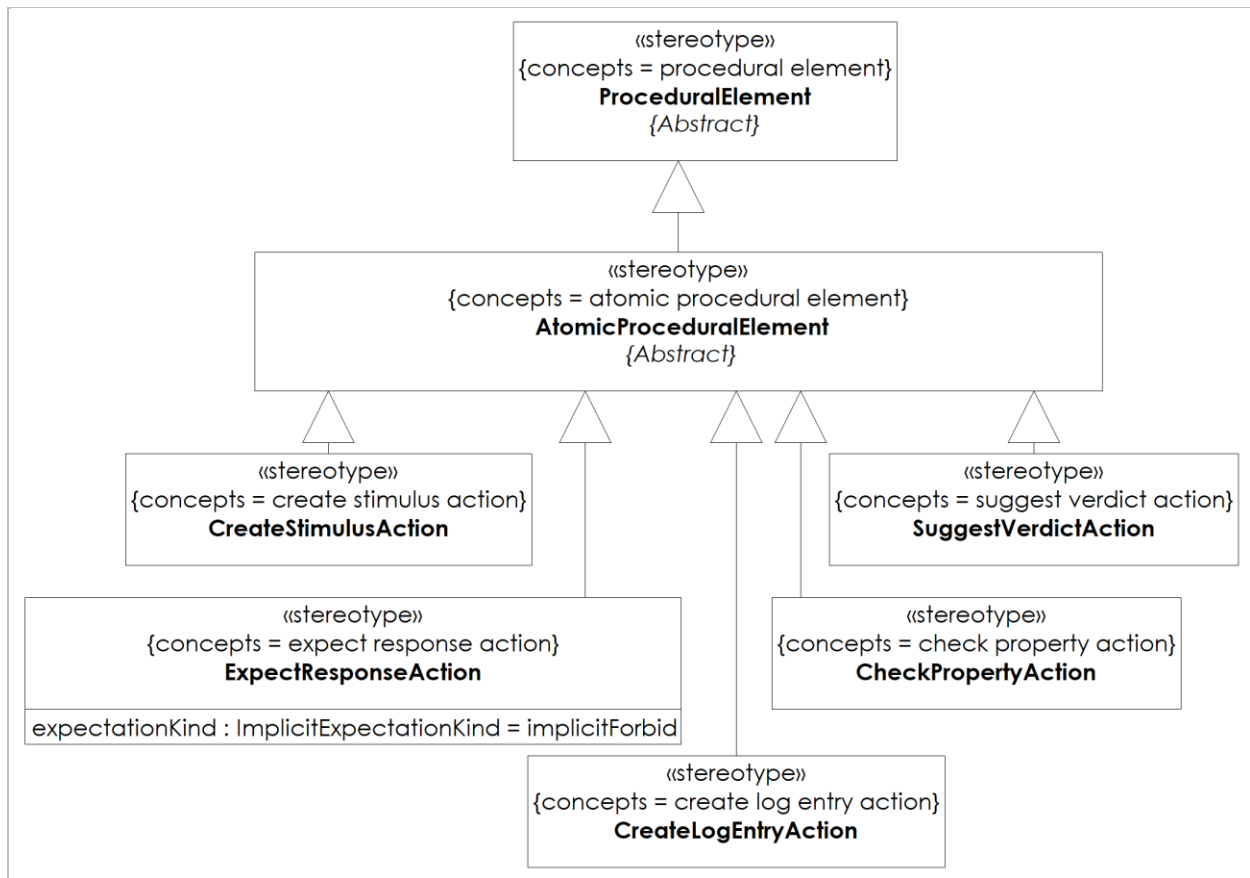 «stereotype»
{concepts = procedural element}
ProceduralElement
{Abstract}
«stereotype»
{concepts = atomic procedural element}
AtomicProceduralElement
{Abstract}
«stereotype»
{concepts = create stimulus action}
CreateStimulusAction
«stereotype»
{concepts = suggest verdict action}
SuggestVerdictAction
«stereotype»
{concepts = expect response action}
ExpectResponseAction
expectationKind : ImplicitExpectationKind = implicitForbid
«stereotype»
{concepts = check property action}
CheckPropertyAction
«stereotype»
{concepts = create log entry action}
CreateLogEntryAction